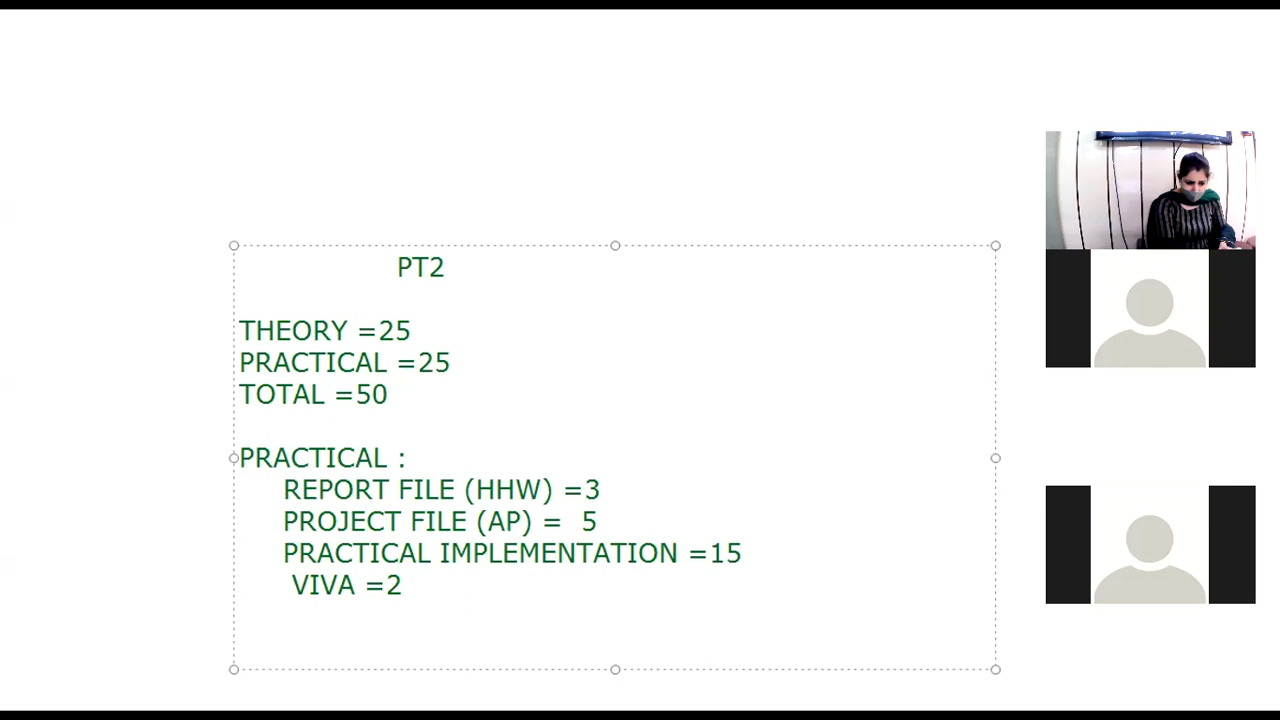 PT2
THEORY =25
PRACTICAL =25
TOTAL =50
PRACTICAL :
REPORT FILE (HHW) =3
PROJECT FILE (AP) =  5
PRACTICAL IMPLEMENTATION =15
VIVA =2